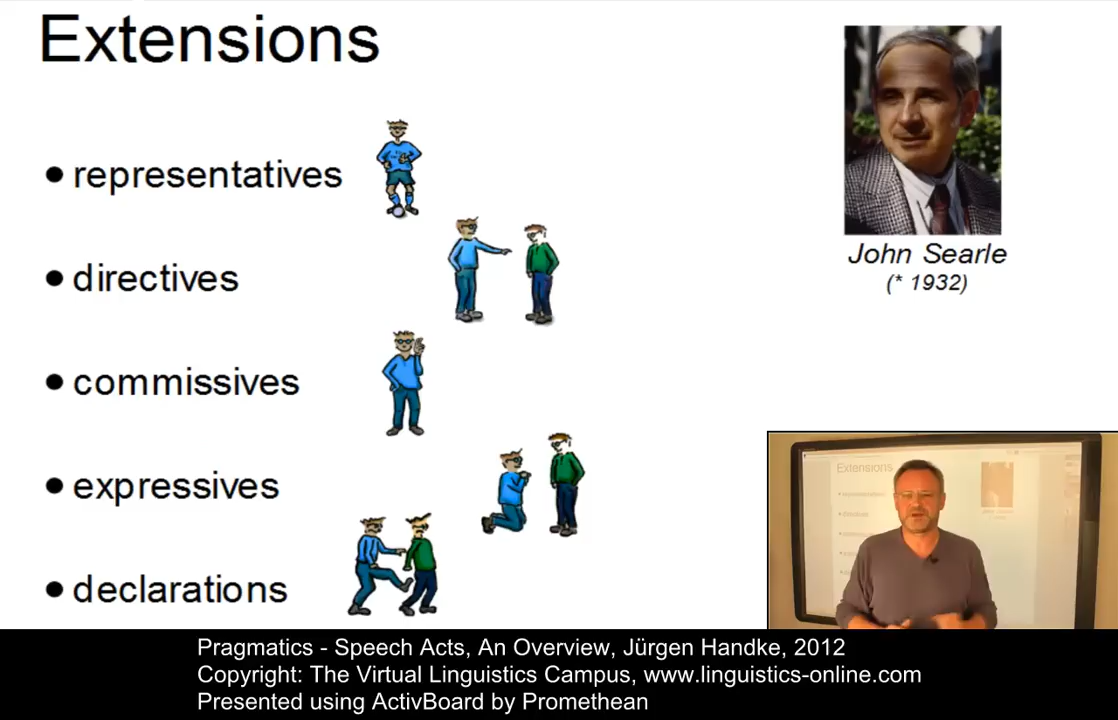 Extensions
• representatives
• directives
• commissives
• expressives
• declarations
John Searle
(* 1932)
Extensions
Pragmatics - Speech Acts, An Overview, Jürgen Handke, 2012
Copyright: The Virtual Linguistics Campus, www.linguistics-online.com
Presented using ActivBoard by Promethean